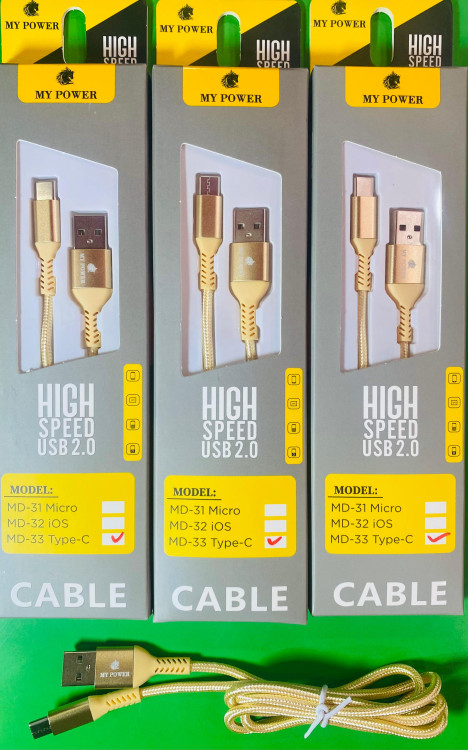 MY POWER
HIGH
SPEED
MY POWER
HIGH
SPEED
MY POWER
HIGH
SPEED
MY POWER
MY POWER
HIGH
SPEED
USB 2.0
MODEL:
MD-31 Micro
MD-32 iOS
MD-33 Type-C
CABLE
MY POWER
HIGH
SPEED
USB 2.0
MODEL:
MD-31 Micro
MD-32 iOS
MD-33 Type-C
CABLE
MY POWER
HIGH
SPEED
USB 2.0
MODEL:
MD-31 Micro
MD-32 iOS
MD-33 Type-C
CABLE
MY POWER